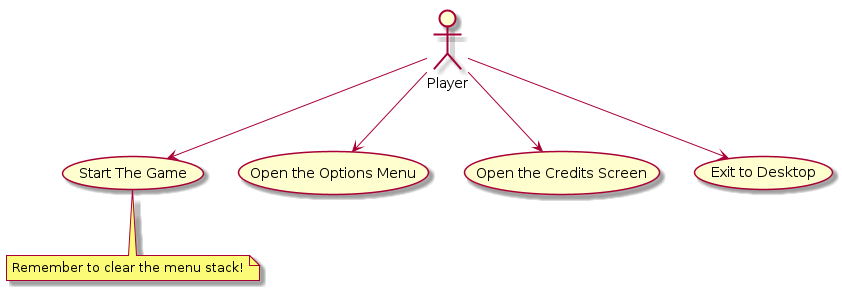 Player
Start The Game
Open the Options Menu
Open the Credits Screen
Exit to Desktop
Remember to clear the menu stack!